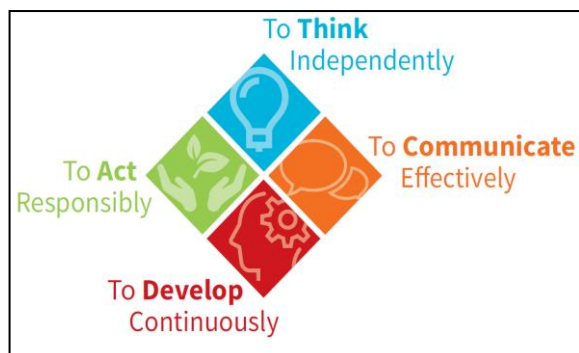 To Think
Independently
To Communicate
Effectively
To Act
Responsibly
To Develop
Continuously